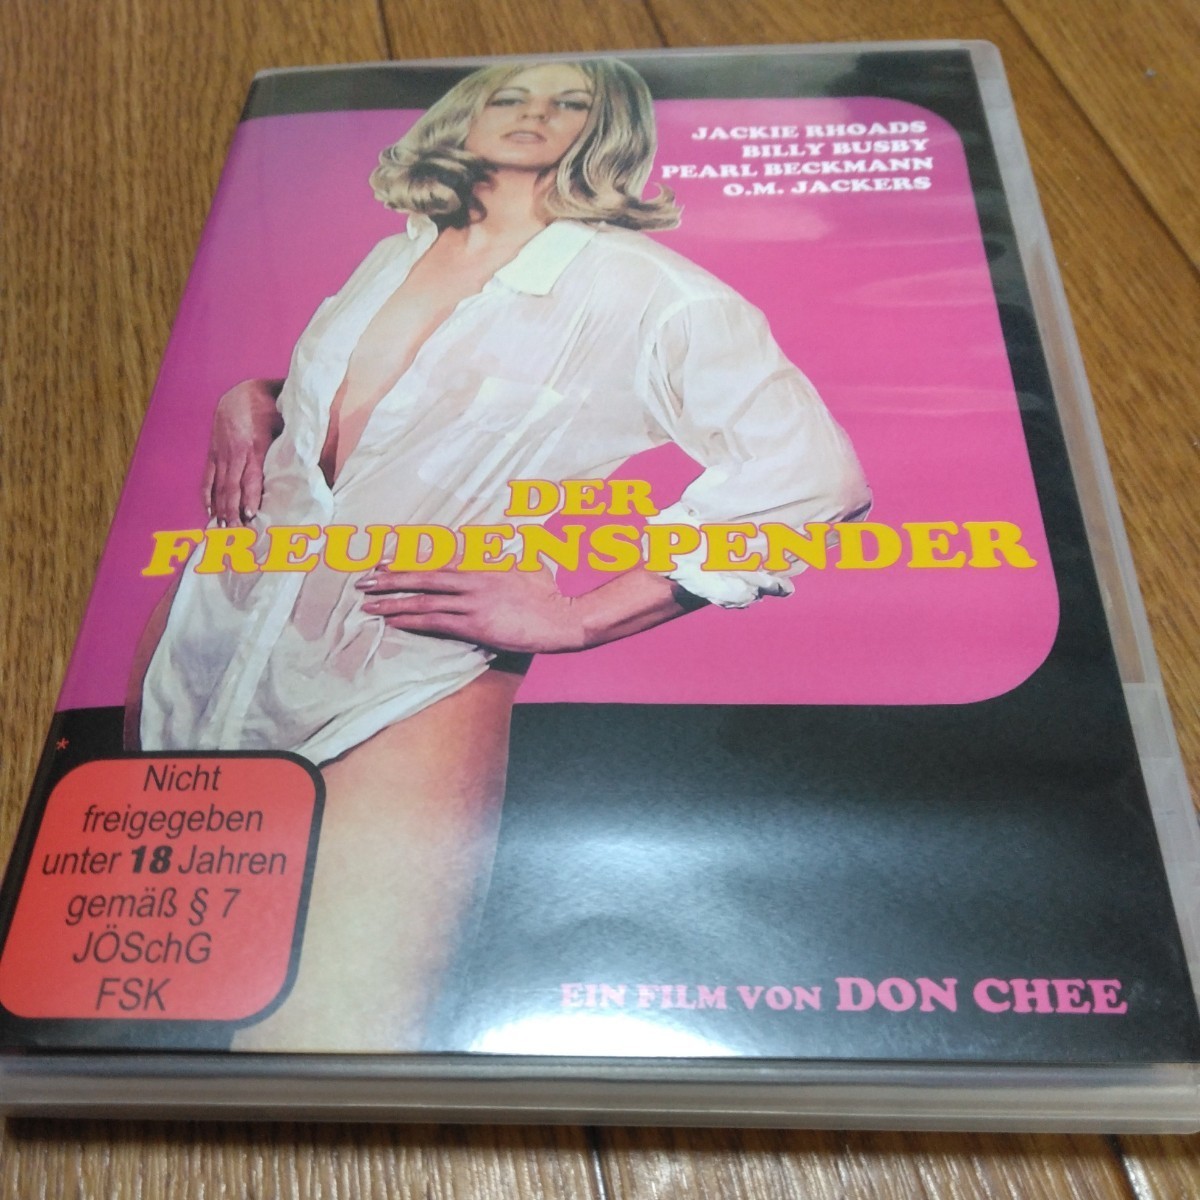 JACKIE RHOADS
BILLY BUSBY
PEARL BECKMANN
O.M. JACKERS
DER
FREUDENSPENDER
*
Nicht
freigegeben
unter 18 Jahren
gemäß § 7
JÖSchG
FSK
EIN FILM VON DON CHEE